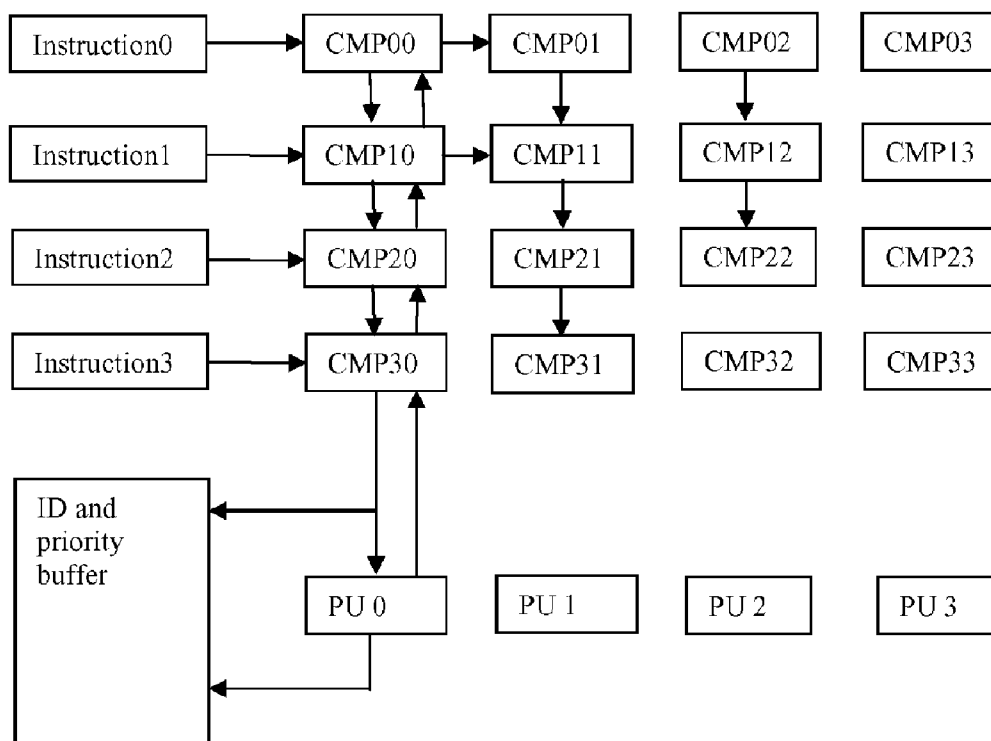 Instruction0
CMP00
CMP01
CMP02
CMP03
Instruction1
CMP10
CMP11
CMP12
CMP13
Instruction2
CMP20
CMP21
CMP22
CMP23
Instruction3
CMP30
CMP31
CMP32
CMP33
ID and
priority
buffer
PU 0
PU 1
PU 2
PU 3